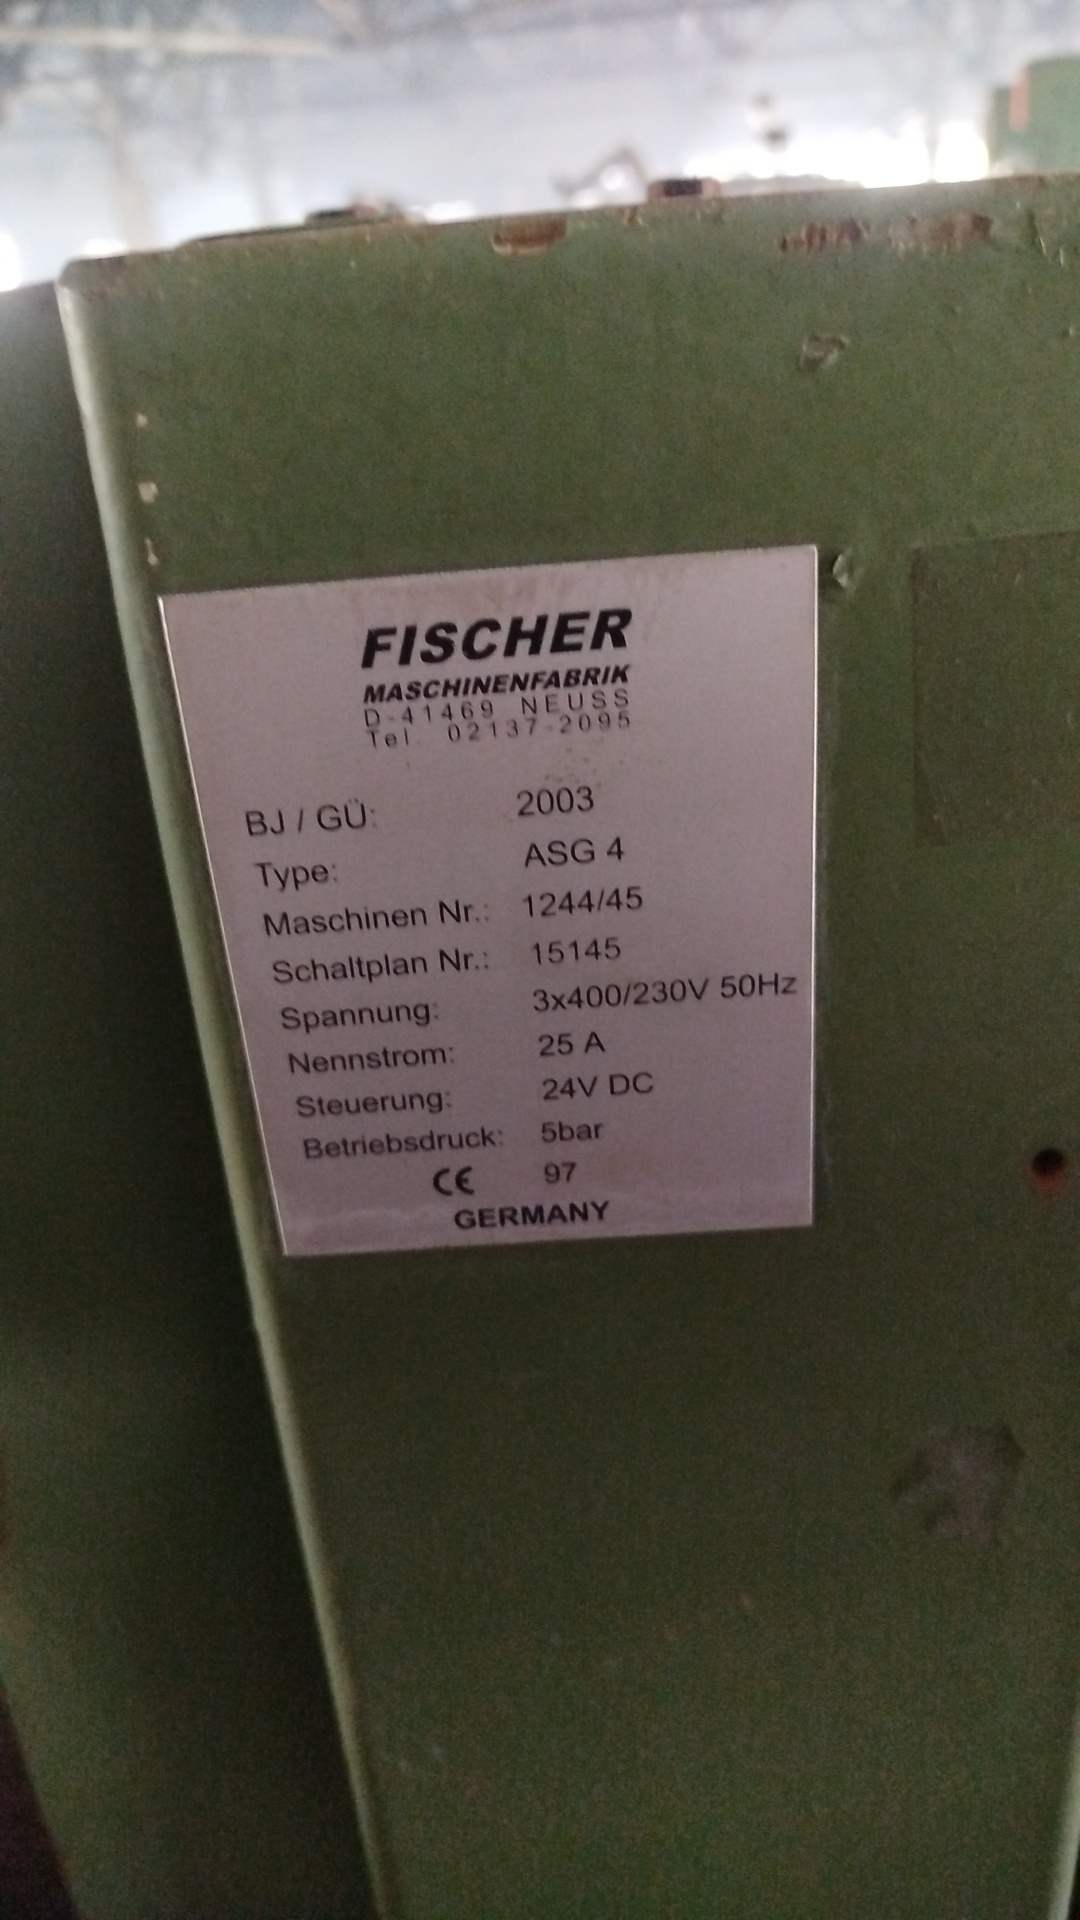 FISCHER
MASCHINENFABRIK
D-41469 NEUSS
Tel. 02137-2095
BJ / GÜ: 2003
Type: ASG 4
Maschinen Nr.: 1244/45
Schaltplan Nr.: 15145
Spannung: 3x400/230V 50Hz
Nennstrom: 25 A
Steuerung: 24V DC
Betriebsdruck: 5bar
CE 97
GERMANY